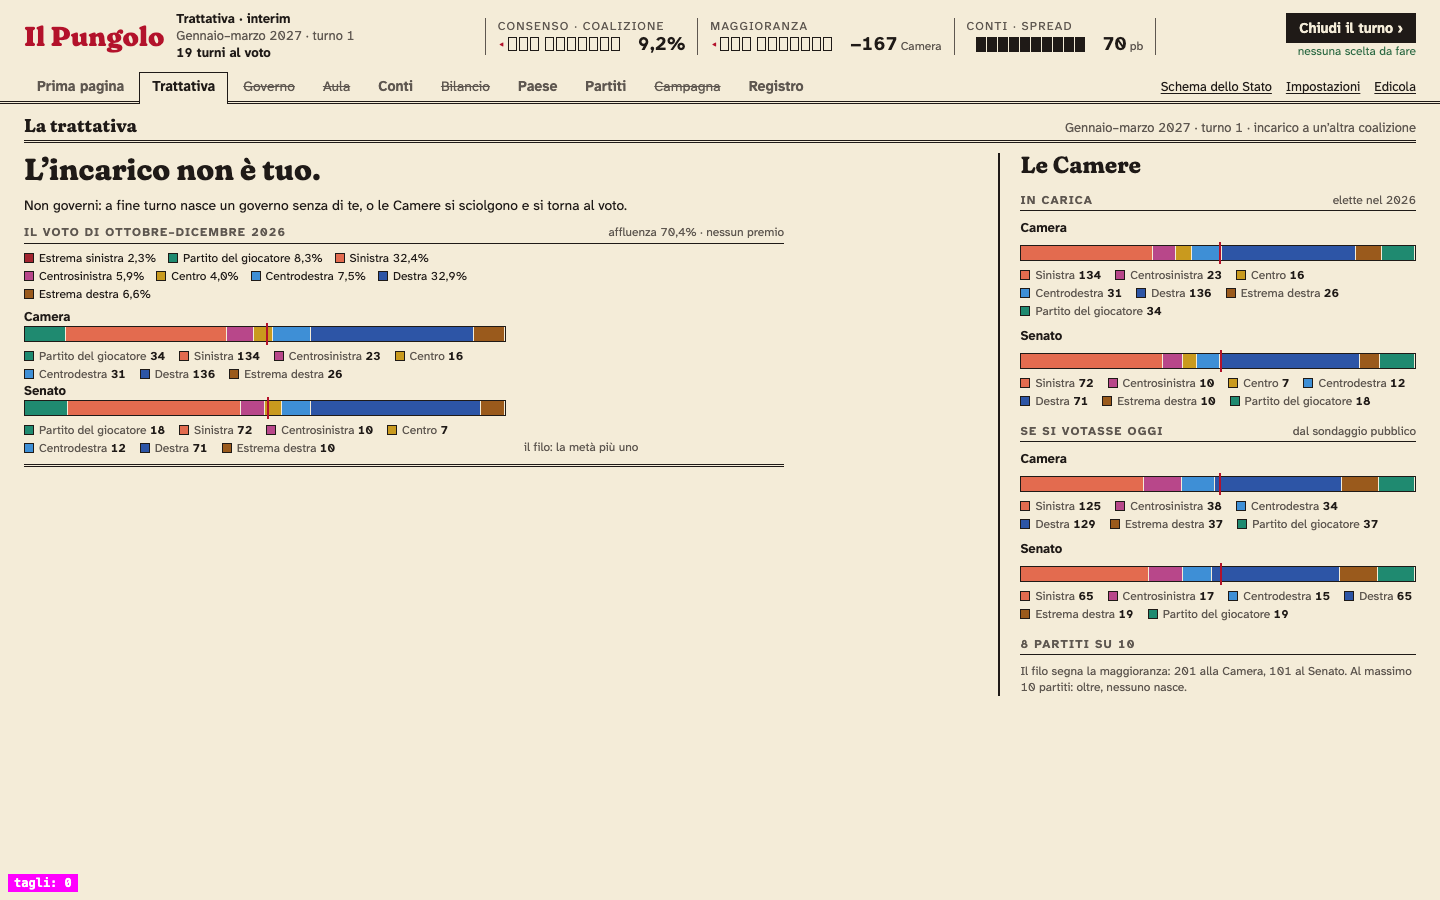 Il Pungolo
Trattativa · interim
Gennaio–marzo 2027 · turno 1
19 turni al voto
CONSENSO · COALIZIONE
9,2%
MAGGIORANZA
–167 Camera
CONTI · SPREAD
70 pb
Chiudi il turno ›
nessuna scelta da fare
Prima pagina Trattativa Governo Aula Conti Bilancio Paese Partiti Campagna Registro
Schema dello Stato Impostazioni Edicola
La trattativa
Gennaio–marzo 2027 · turno 1 · incarico a un'altra coalizione
L’incarico non è tuo.
Non governi: a fine turno nasce un governo senza di te, o le Camere si sciolgono e si torna al voto.
IL VOTO DI OTTOBRE–DICEMBRE 2026
affluenza 70,4% · nessun premio
Estrema sinistra 2,3% Partito del giocatore 8,3% Sinistra 32,4%
Centrosinistra 5,9% Centro 4,0% Centrodestra 7,5% Destra 32,9%
Estrema destra 6,6%
Camera
Partito del giocatore 34 Sinistra 134 Centrosinistra 23 Centro 16
Centrodestra 31 Destra 136 Estrema destra 26
Senato
Partito del giocatore 18 Sinistra 72 Centrosinistra 10 Centro 7
Centrodestra 12 Destra 71 Estrema destra 10
il filo: la metà più uno
Le Camere
IN CARICA
elette nel 2026
Camera
Sinistra 134 Centrosinistra 23 Centro 16
Centrodestra 31 Destra 136 Estrema destra 26
Partito del giocatore 34
Senato
Sinistra 72 Centrosinistra 10 Centro 7 Centrodestra 12
Destra 71 Estrema destra 10 Partito del giocatore 18
SE SI VOTASSE OGGI
dal sondaggio pubblico
Camera
Sinistra 125 Centrosinistra 38 Centrodestra 34
Destra 129 Estrema destra 37 Partito del giocatore 37
Senato
Sinistra 65 Centrosinistra 17 Centrodestra 15 Destra 65
Estrema destra 19 Partito del giocatore 19
8 PARTITI SU 10
Il filo segna la maggioranza: 201 alla Camera, 101 al Senato. Al massimo
10 partiti: oltre, nessuno nasce.
tagli: 0